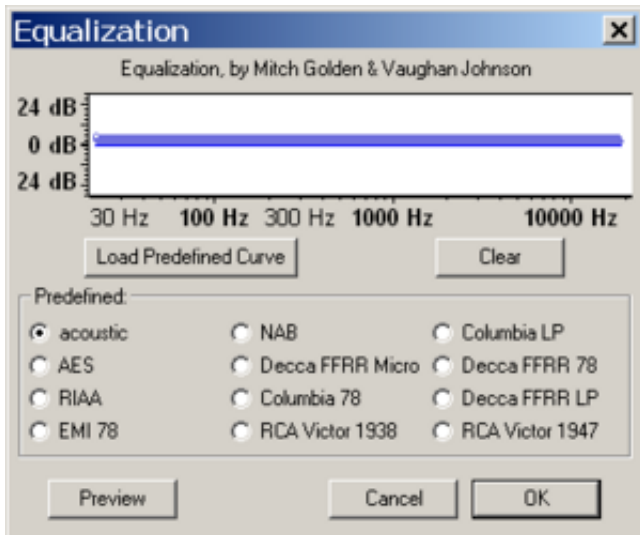 Equalization
Equalization, by Mitch Golden & Vaughan Johnson
24 dB
0 dB
24 dB
30 Hz 100 Hz 300 Hz 1000 Hz 10000 Hz
Load Predefined Curve Clear
Predefined:
acoustic NAB Columbia LP
AES Decca FFRR Micro Decca FFRR 78
RIAA Columbia 78 Decca FFRR LP
EMI 78 RCA Victor 1938 RCA Victor 1947
Preview Cancel OK